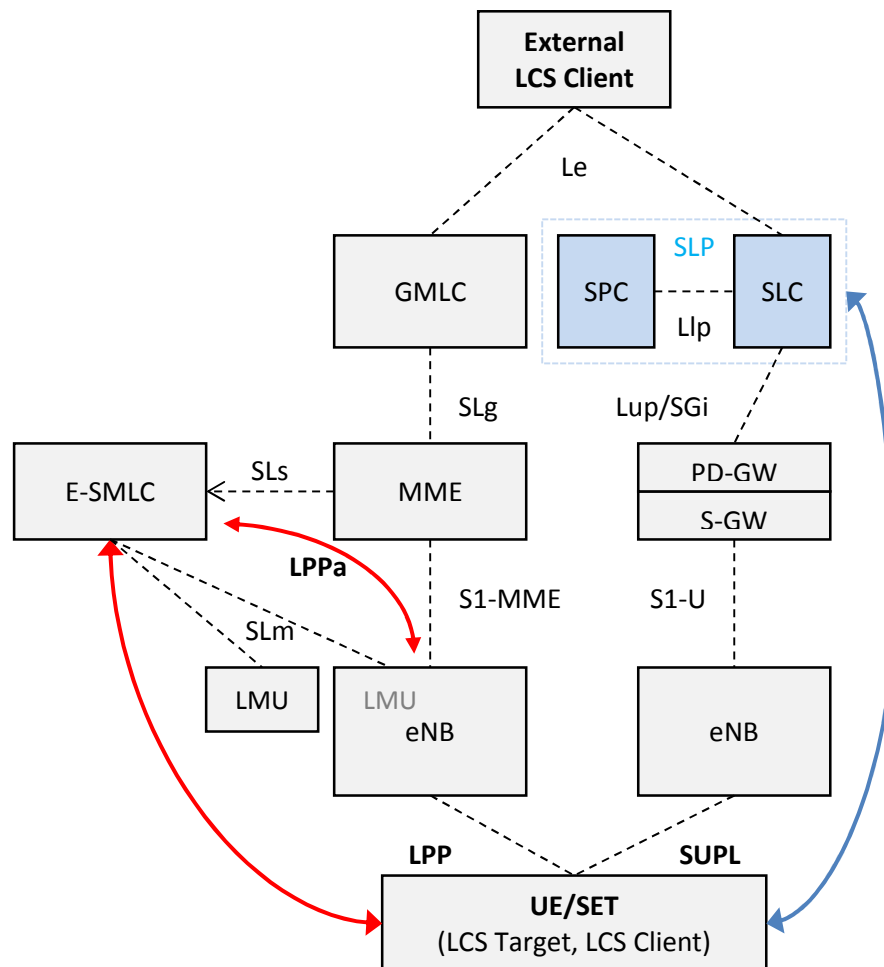 External
LCS Client
Le
SLP
GMLC
SPC
SLC
Llp
SLg
Lup/SGi
E-SMLC
SLs
MME
PD-GW
S-GW
LPPa
S1-MME
S1-U
SLm
LMU
LMU
eNB
eNB
LPP
SUPL
UE/SET
(LCS Target, LCS Client)